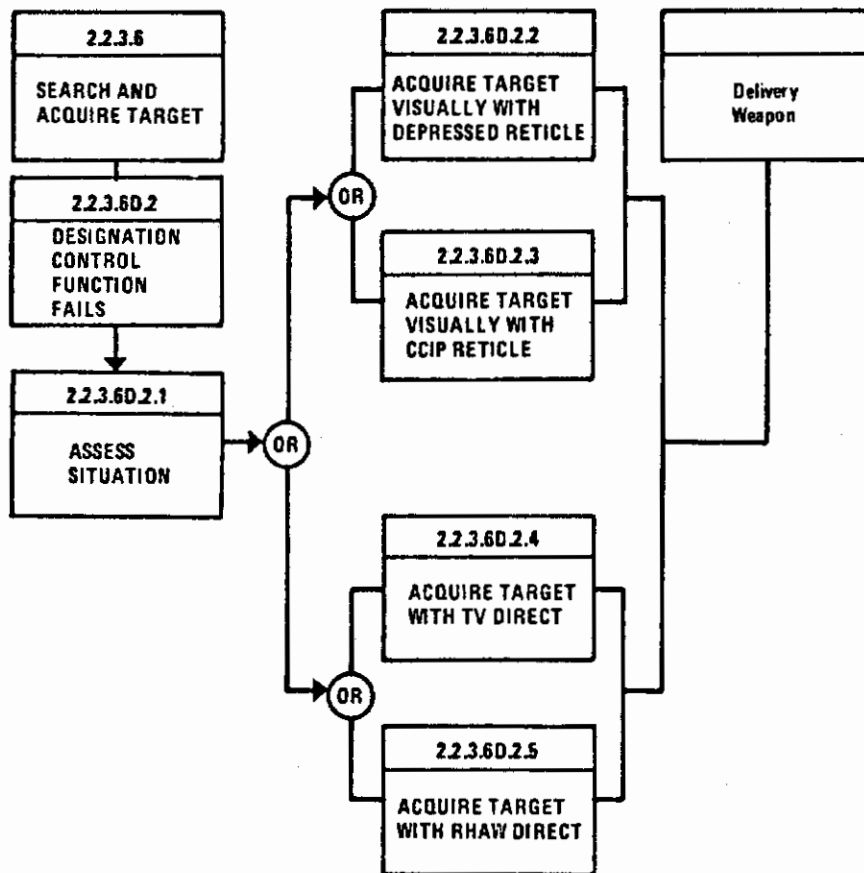 2.2.3.6
SEARCH AND
ACQUIRE TARGET
2.2.3.6D.2
DESIGNATION
CONTROL
FUNCTION
FAILS
2.2.3.6D.2.1
ASSESS
SITUATION
OR
OR
2.2.3.6D.2.2
ACQUIRE TARGET
VISUALLY WITH
DEPRESSED RETICLE
2.2.3.6D.2.3
ACQUIRE TARGET
VISUALLY WITH
CCIP RETICLE
OR
2.2.3.6D.2.4
ACQUIRE TARGET
WITH TV DIRECT
2.2.3.6D.2.5
ACQUIRE TARGET
WITH RHAW DIRECT
Delivery
Weapon